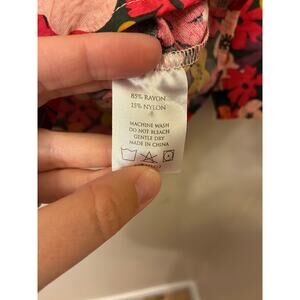 85% RAYON
15% NYLON
MACHINE WASH
DO NOT BLEACH
GENTLE DRY
MADE IN CHINA